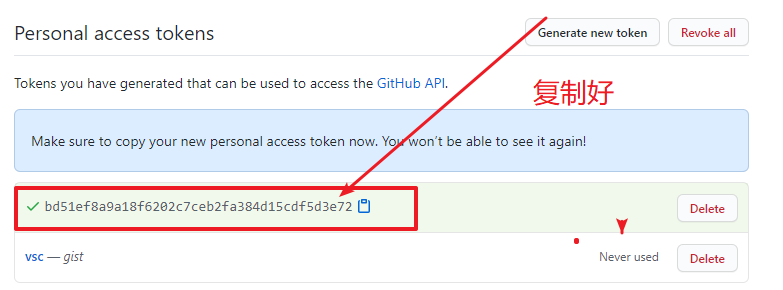 Personal access tokens
Generate new token
Revoke all
Tokens you have generated that can be used to access the GitHub API.
复制好
Make sure to copy your new personal access token now. You won't be able to see it again!
bd51ef8a9a18f6202c7ceb2fa384d15cdf5d3e72
Delete
vsc — gist
Never used
Delete